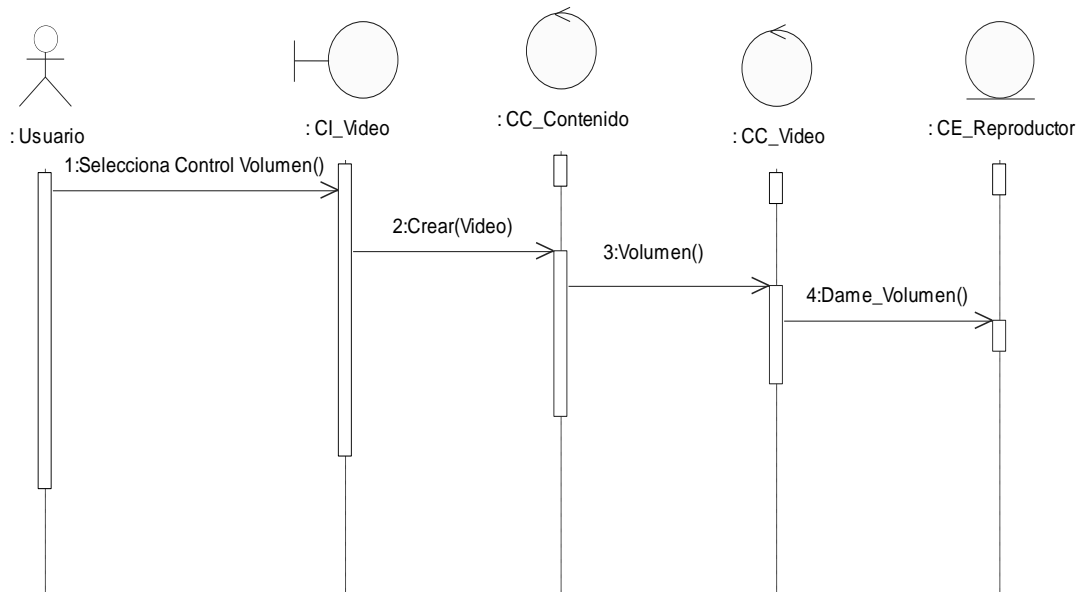 : Usuario
: CI_Video
: CC_Contenido
: CC_Video
: CE_Reproductor
1:Selecciona Control Volumen()
2:Crear(Video)
3:Volumen()
4:Dame_Volumen()